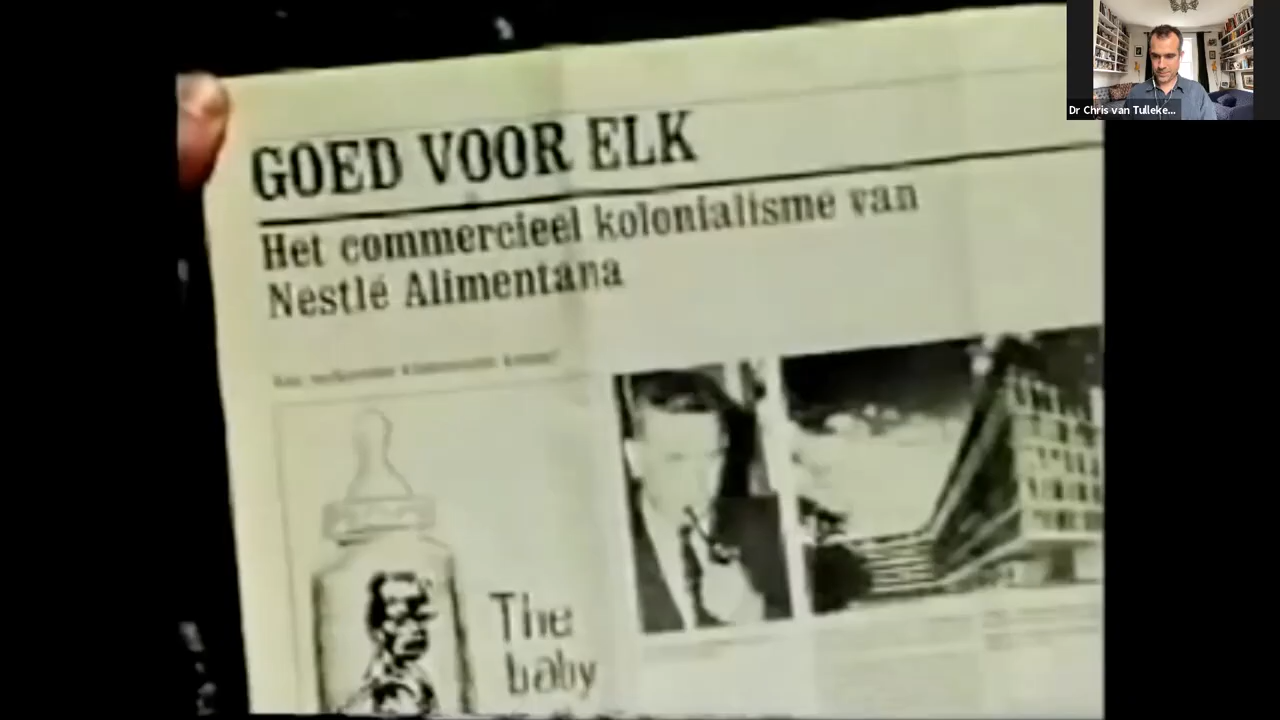 Dr Chris van Tulleke...
GOED VOOR ELK
Het commercieel kolonialisme van
Nestlé Alimentana
The
baby